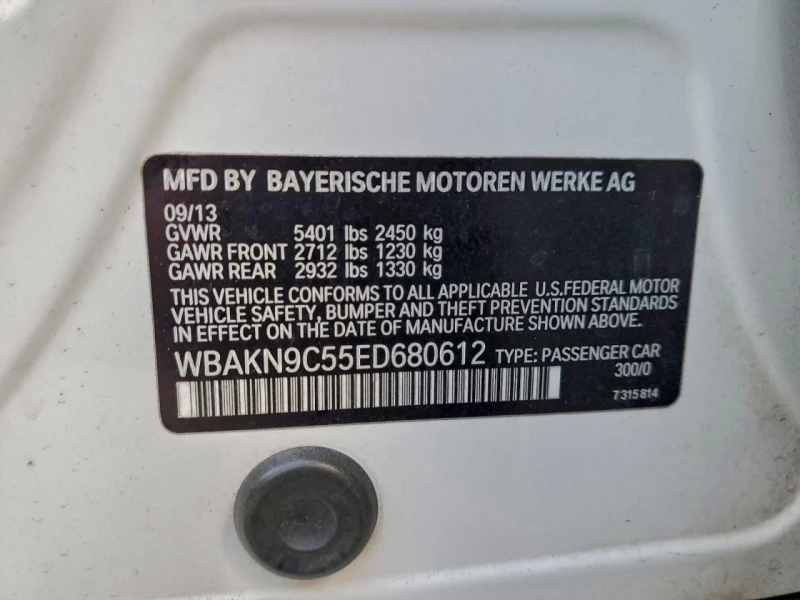 MFD BY BAYERISCHE MOTOREN WERKE AG
09/13
GVWR 5401 lbs 2450 kg
GAWR FRONT 2712 lbs 1230 kg
GAWR REAR 2932 lbs 1330 kg
THIS VEHICLE CONFORMS TO ALL APPLICABLE U.S.FEDERAL MOTOR
VEHICLE SAFETY, BUMPER AND THEFT PREVENTION STANDARDS
IN EFFECT ON THE DATE OF MANUFACTURE SHOWN ABOVE.
WBAKN9C55ED680612 TYPE: PASSENGER CAR
300/0
7315814